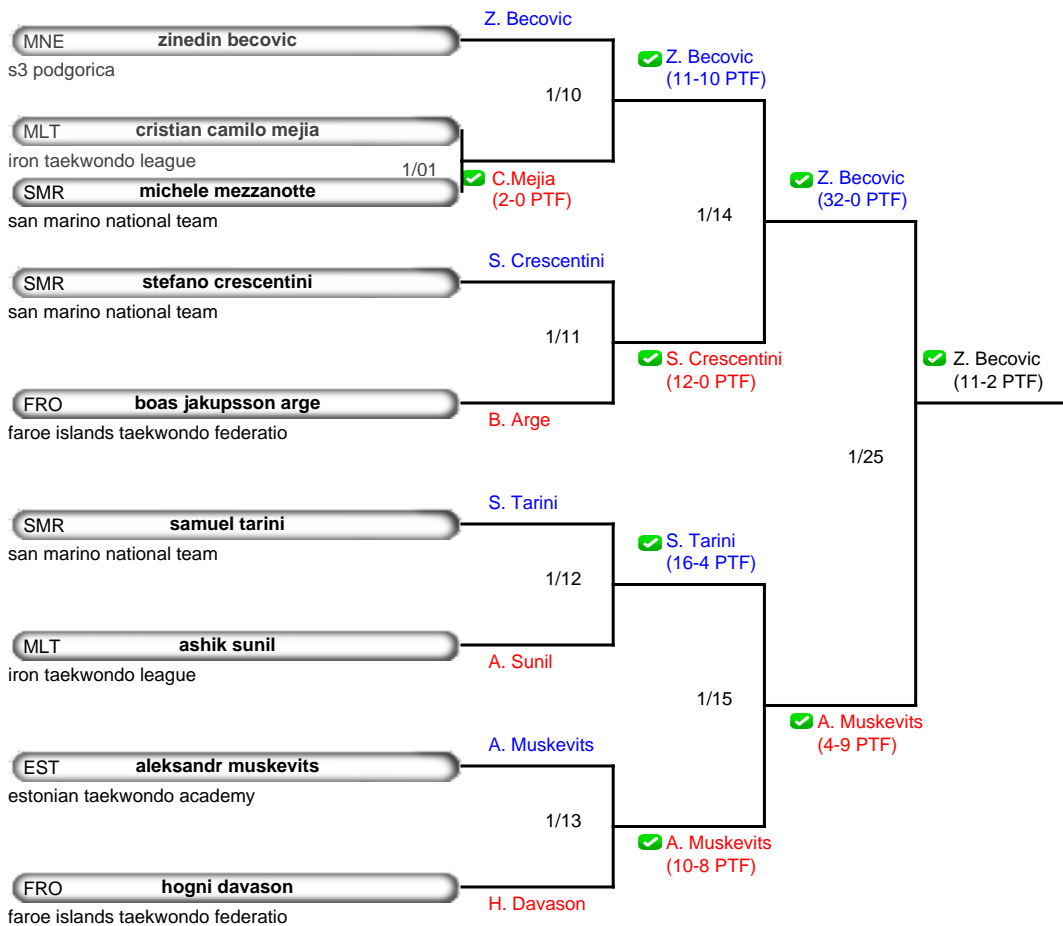 Z. Becovic
MNE zinedin becovic
s3 podgorica
Z. Becovic
(11-10 PTF)
1/10
MLT cristian camilo mejia
iron taekwondo league
1/01
C.Mejia
(2-0 PTF)
SMR michele mezzanotte
san marino national team
Z. Becovic
(32-0 PTF)
1/14
S. Crescentini
SMR stefano crescentini
san marino national team
1/11
S. Crescentini
(12-0 PTF)
Z. Becovic
(11-2 PTF)
FRO boas jakupsson arge
B. Arge
faroe islands taekwondo federatio
1/25
S. Tarini
SMR samuel tarini
san marino national team
S. Tarini
(16-4 PTF)
1/12
MLT ashik sunil
A. Sunil
iron taekwondo league
1/15
A. Muskevits
(4-9 PTF)
A. Muskevits
EST aleksandr muskevits
estonian taekwondo academy
1/13
A. Muskevits
(10-8 PTF)
FRO hogni davason
H. Davason
faroe islands taekwondo federatio